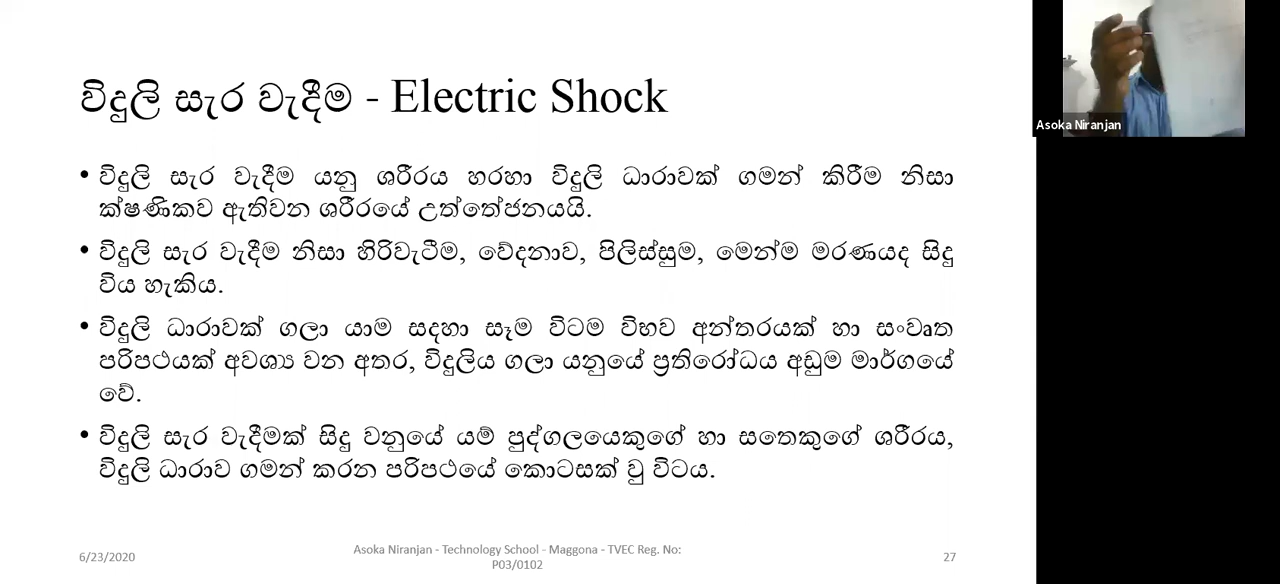 විදුලි සැර වැදීම - Electric Shock
• විදුලි සැර වැදීම යනු ශරීරය හරහා විදුලි ධාරාවක් ගමන් කිරීම නිසා
ක්ෂණිකව ඇතිවන ශරීරයේ උත්තේජනයයි.
• විදුලි සැර වැදීම නිසා හිරිවැටීම, වේදනාව, පිලිස්සුම, මෙන්ම මරණයද සිදු
විය හැකිය.
• විදුලි ධාරාවක් ගලා යාම සදහා සෑම විටම විභව අන්තරයක් හා සංවෘත
පරිපථයක් අවශ්‍ය වන අතර, විදුලිය ගලා යනුයේ ප්‍රතිරෝධය අඩුම මාර්ගයේ
වේ.
• විදුලි සැර වැදීමක් සිදු වනුයේ යම් පුද්ගලයෙකුගේ හා සතෙකුගේ ශරීරය,
විදුලි ධාරාව ගමන් කරන පරිපථයේ කොටසක් වු විටය.
6/23/2020
Asoka Niranjan - Technology School - Maggona - TVEC Reg. No:
P03/0102
27
Asoka Niranjan